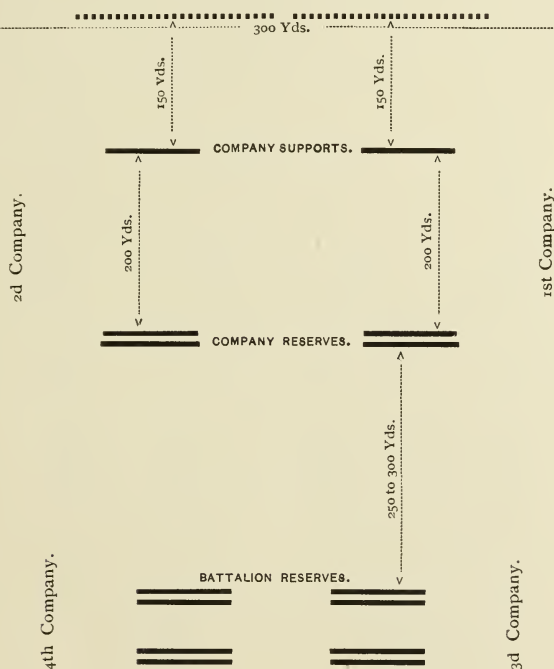 300 Yds.
150 Yds.
150 Yds.
COMPANY SUPPORTS.
2d Company.
200 Yds.
200 Yds.
1st Company.
COMPANY RESERVES.
250 to 300 Yds.
BATTALION RESERVES.
4th Company.
3d Company.